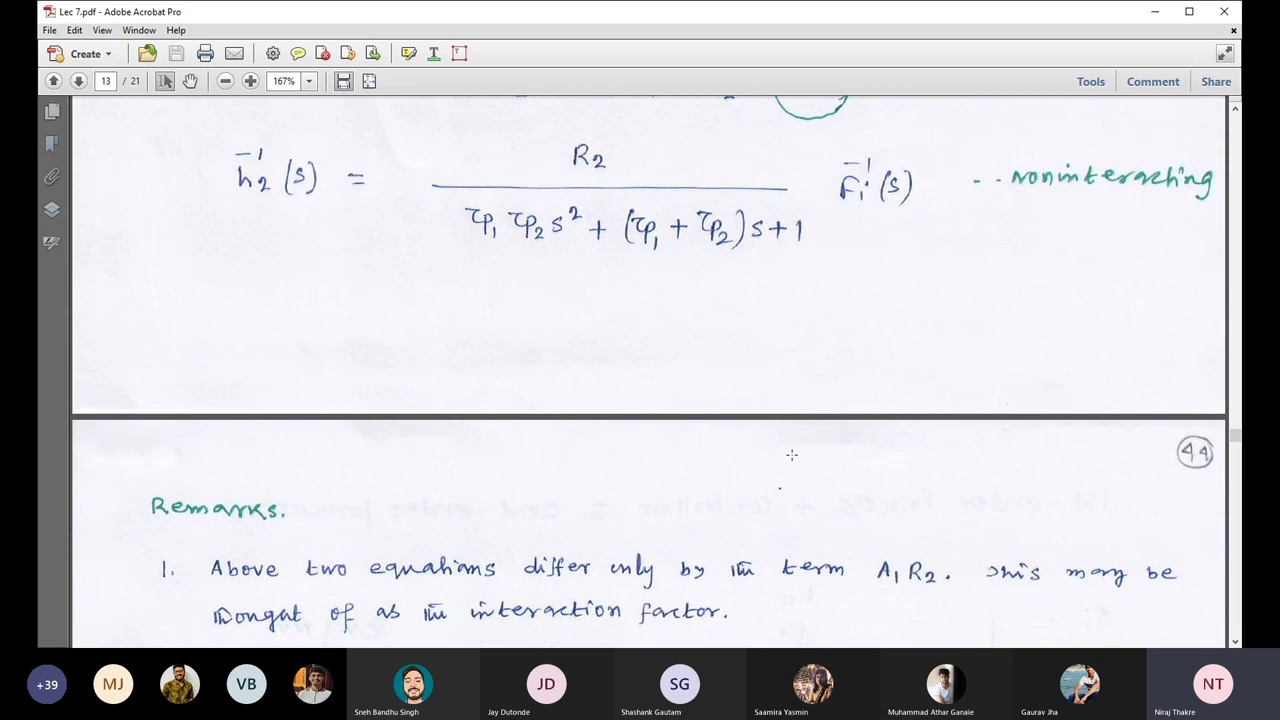 Lec 7.pdf - Adobe Acrobat Pro
File Edit View Window Help
Create
13 / 21 167% Tools Comment Share
h̄₂'(s) = R₂ / (τp₁ τp₂ s² + (τp₁ + τp₂)s + 1) F̄ᵢ'(s) - - noninteracting
44
Remarks.
1. Above two equations differ only by the term A₁R₂. This may be
thought of as the interaction factor.
+39 MJ VB JD SG NT
Sneh Bandhu Singh Jay Dutonde Shashank Gautam Saamira Yasmin Muhammad Athar Ganaie Gaurav Jha Niraj Thakre